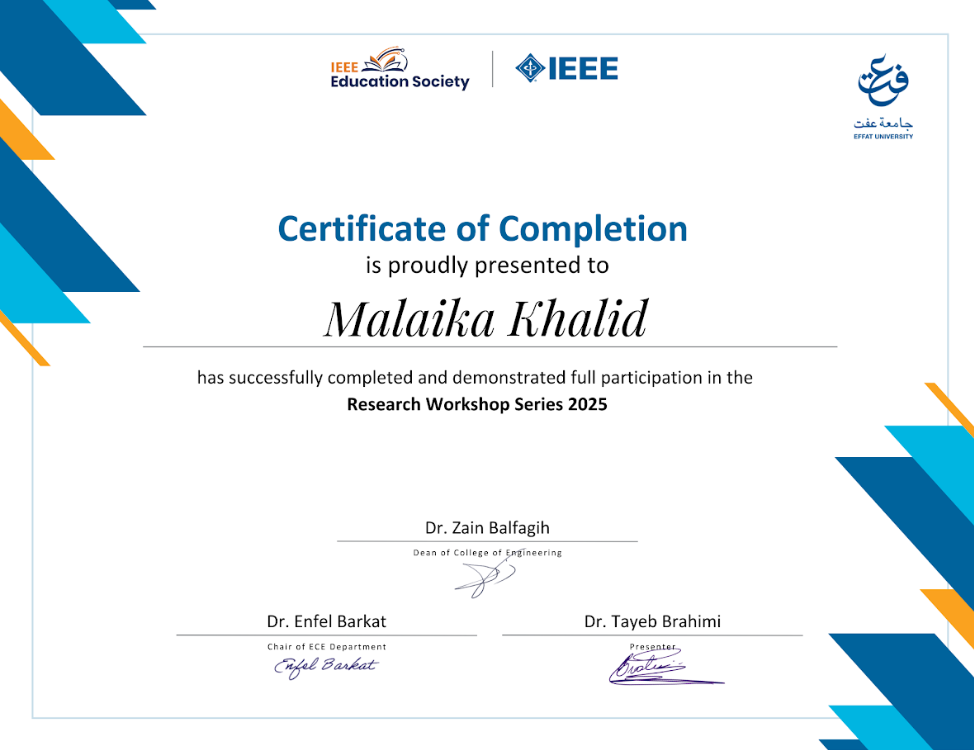 IEEE
Education Society
IEEE
جامعة عفت
EFFAT UNIVERSITY
Certificate of Completion
is proudly presented to
Malaika Khalid
has successfully completed and demonstrated full participation in the
Research Workshop Series 2025
Dr. Zain Balfagih
Dean of College of Engineering
Dr. Enfel Barkat
Chair of ECE Department
Enfel Barkat
Dr. Tayeb Brahimi
Presenter